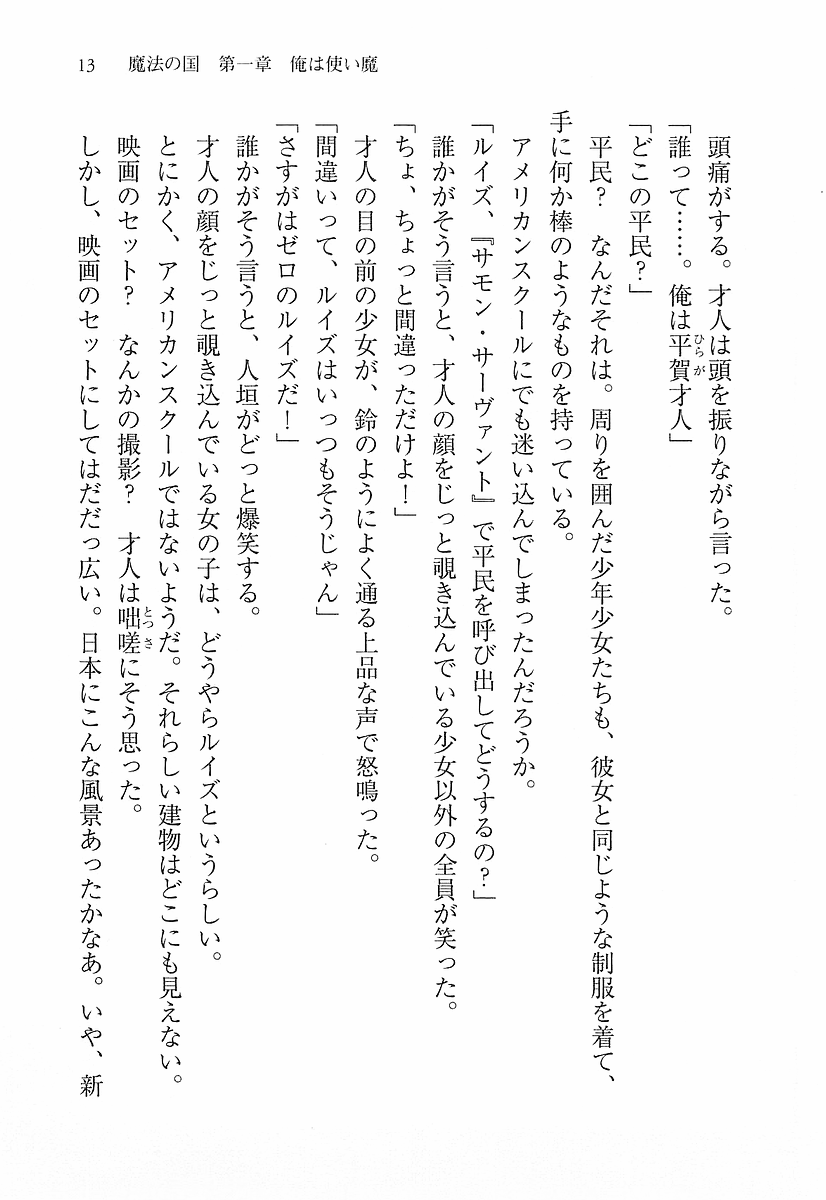 13　魔法の国　第一章　俺は使い魔
頭痛がする。才人は頭を振りながら言った。
「誰って……。俺は平賀才人」
「どこの平民？」
平民？　なんだそれは。周りを囲んだ少年少女たちも、彼女と同じような制服を着て、
手に何か棒のようなものを持っている。
アメリカンスクールにでも迷い込んでしまったんだろうか。
「ルイズ、『サモン・サーヴァント』で平民を呼び出してどうするの？」
誰かがそう言うと、才人の顔をじっと覗き込んでいる少女以外の全員が笑った。
「ちょ、ちょっと間違っただけよ！」
才人の目の前の少女が、鈴のようによく通る上品な声で怒鳴った。
「間違いって、ルイズはいっつもそうじゃん」
「さすがはゼロのルイズだ！」
誰かがそう言うと、人垣がどっと爆笑する。
才人の顔をじっと覗き込んでいる女の子は、どうやらルイズというらしい。
とにかく、アメリカンスクールではないようだ。それらしい建物はどこにも見えない。
映画のセット？　なんかの撮影？　才人は咄嗟にそう思った。
しかし、映画のセットにしてはだだっ広い。日本にこんな風景あったかなあ。いや、新